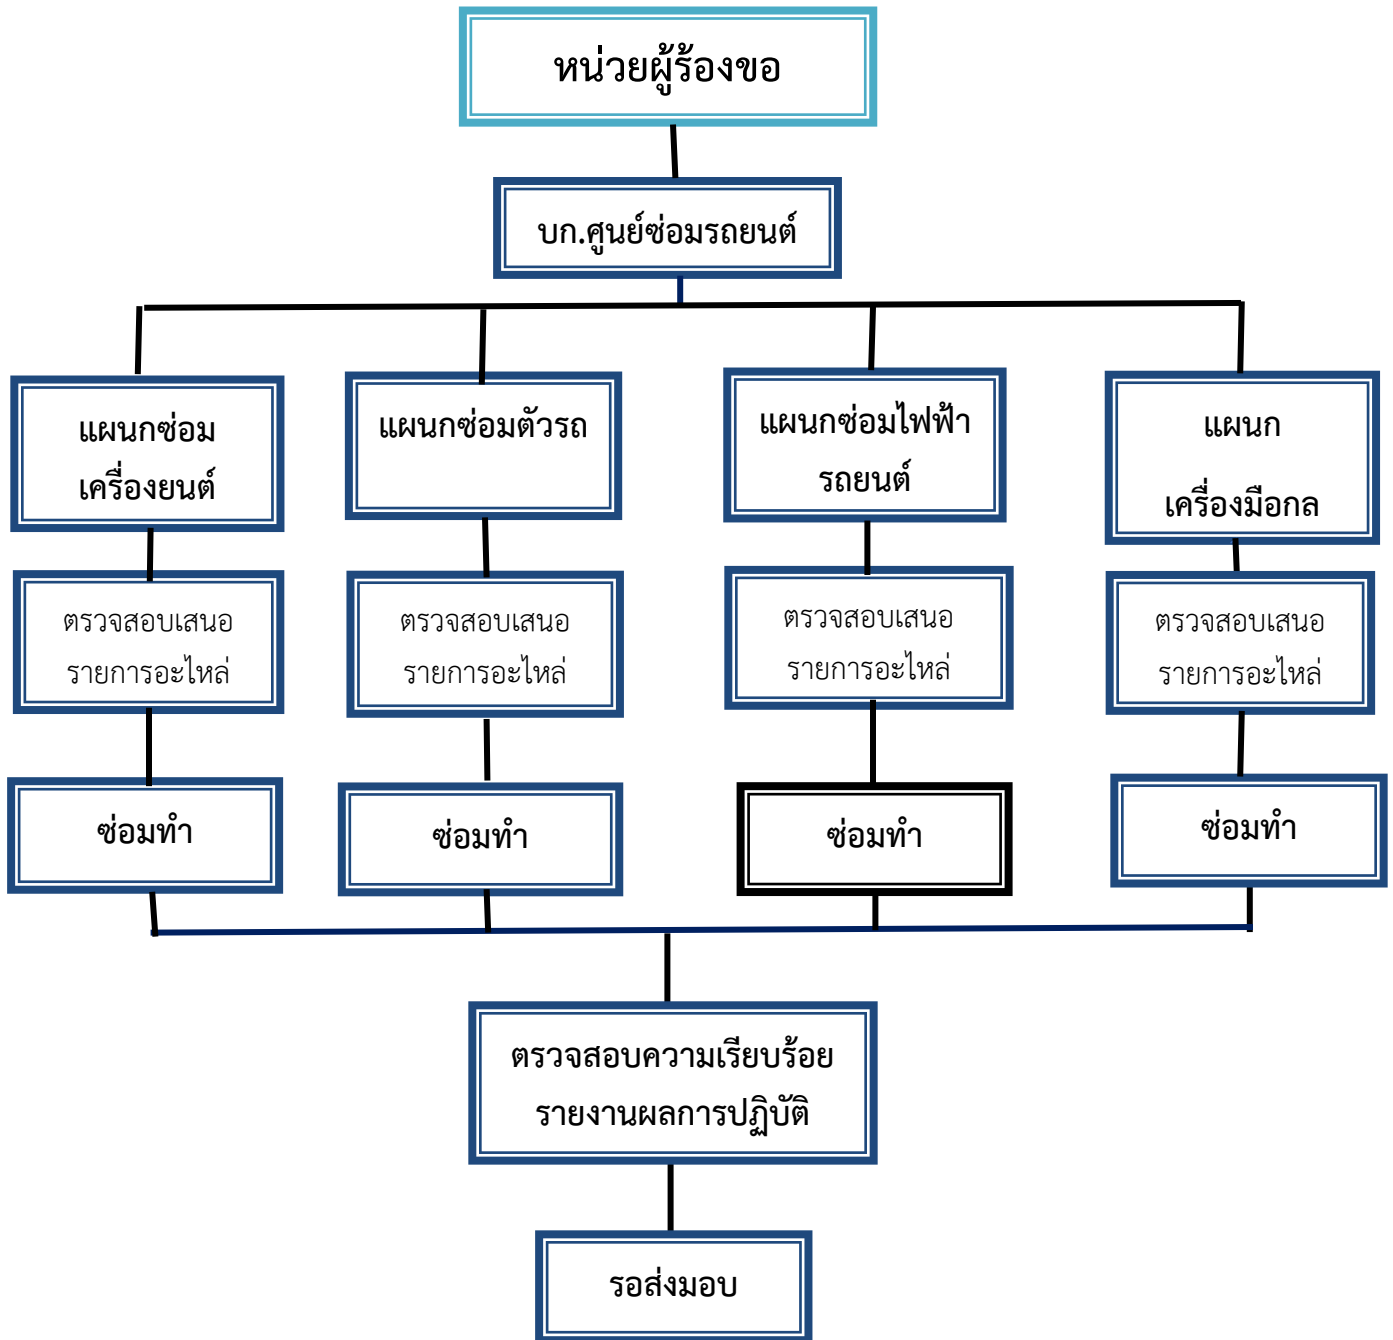 หน่วยผู้ร้องขอ
บก.ศูนย์ซ่อมรถยนต์
แผนกซ่อม
เครื่องยนต์
แผนกซ่อมตัวรถ
แผนกซ่อมไฟฟ้า
รถยนต์
แผนก
เครื่องมือกล
ตรวจสอบเสนอ
รายการอะไหล่
ตรวจสอบเสนอ
รายการอะไหล่
ตรวจสอบเสนอ
รายการอะไหล่
ตรวจสอบเสนอ
รายการอะไหล่
ซ่อมทำ
ซ่อมทำ
ซ่อมทำ
ซ่อมทำ
ตรวจสอบความเรียบร้อย
รายงานผลการปฏิบัติ
รอส่งมอบ